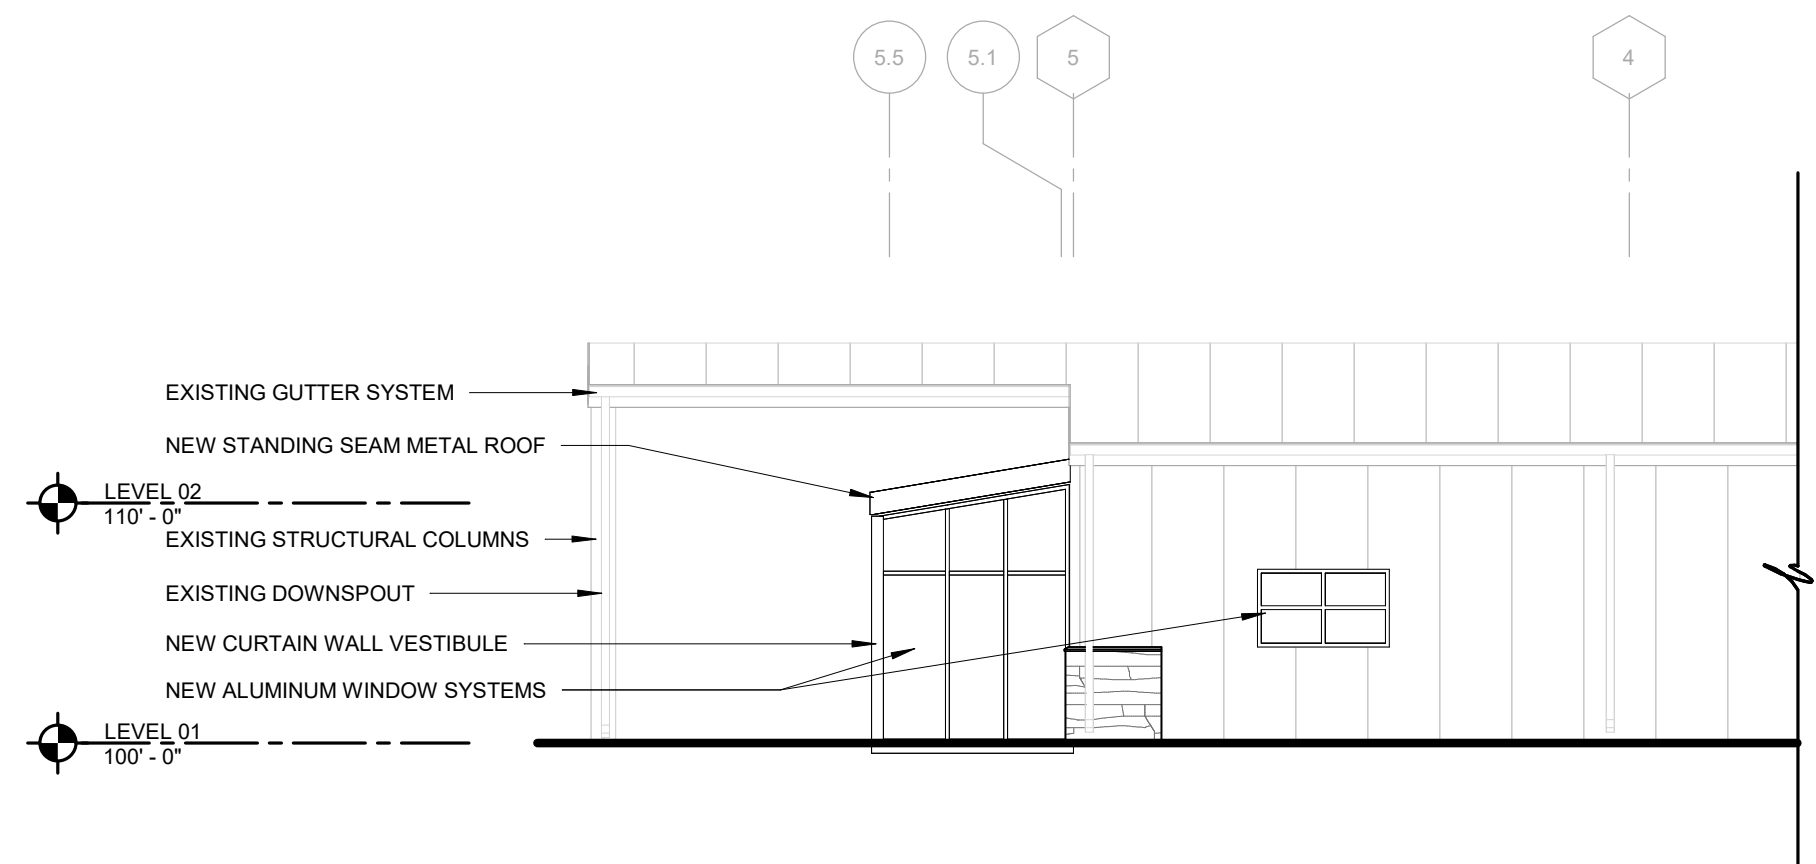 5.5
5.1
5
4
EXISTING GUTTER SYSTEM
NEW STANDING SEAM METAL ROOF
LEVEL 02
110' - 0"
EXISTING STRUCTURAL COLUMNS
EXISTING DOWNSPOUT
NEW CURTAIN WALL VESTIBULE
NEW ALUMINUM WINDOW SYSTEMS
LEVEL 01
100' - 0"